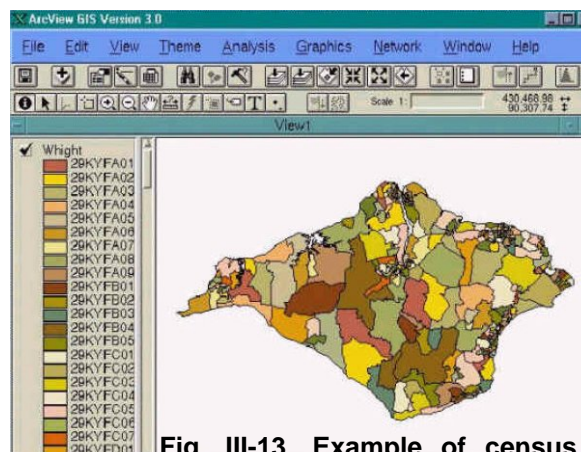 ArcView GIS Version 3.0
File Edit View Theme Analysis Graphics Network Window Help
Scale 1: 430,468.98
90,307.74
View1
Whight
29KYFA01
29KYFA02
29KYFA03
29KYFA04
29KYFA05
29KYFA06
29KYFA07
29KYFA08
29KYFA09
29KYFB01
29KYFB02
29KYFB03
29KYFB04
29KYFB05
29KYFC01
29KYFC02
29KYFC03
29KYFC04
29KYFC05
29KYFC06
29KYFC07
29KYFD01
Fig. III-13. Example of census